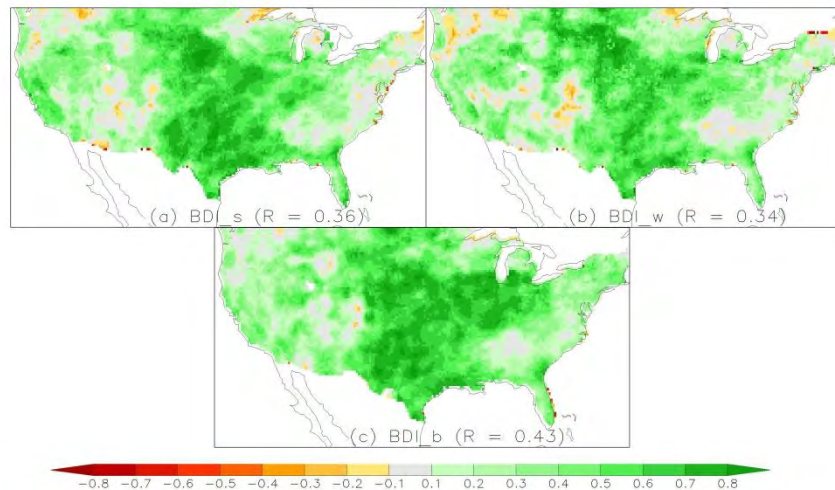 (a) BDI_s (R = 0.36)
(b) BDI_w (R = 0.34)
(c) BDI_b (R = 0.43)
-0.8 -0.7 -0.6 -0.5 -0.4 -0.3 -0.2 -0.1 0.1 0.2 0.3 0.4 0.5 0.6 0.7 0.8